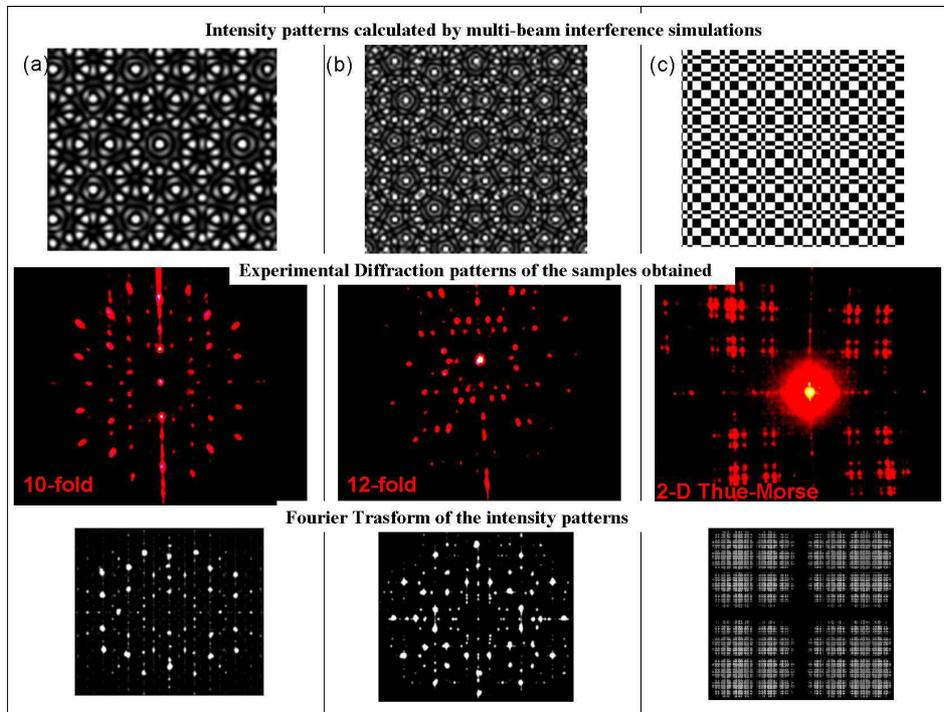 Intensity patterns calculated by multi-beam interference simulations
(a)
(b)
(c)
Experimental Diffraction patterns of the samples obtained
10-fold
12-fold
2-D Thue-Morse
Fourier Trasform of the intensity patterns